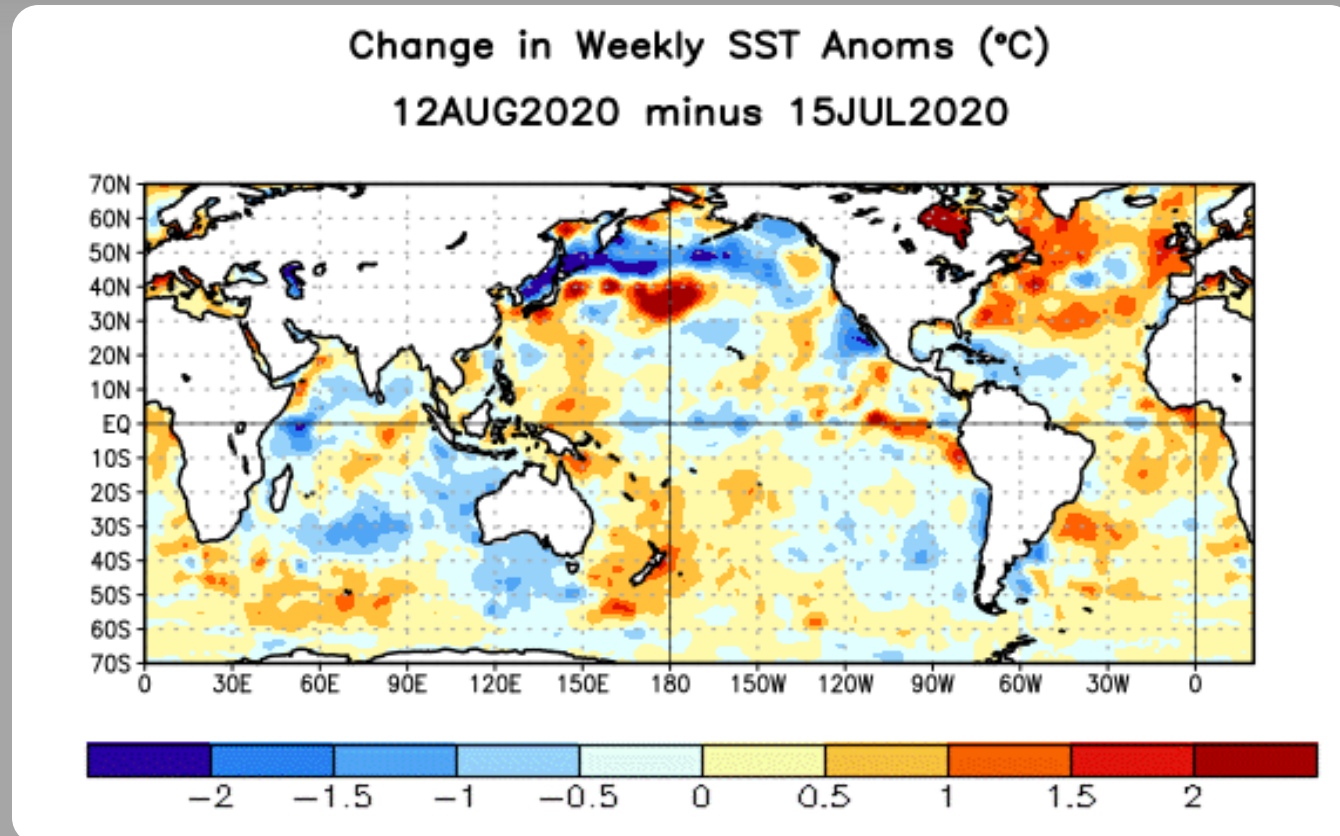 Change in Weekly SST Anoms (°C)
12AUG2020 minus 15JUL2020
70N
60N
50N
40N
30N
20N
10N
EQ
10S
20S
30S
40S
50S
60S
70S
0 30E 60E 90E 120E 150E 180 150W 120W 90W 60W 30W 0
−2 −1.5 −1 −0.5 0 0.5 1 1.5 2